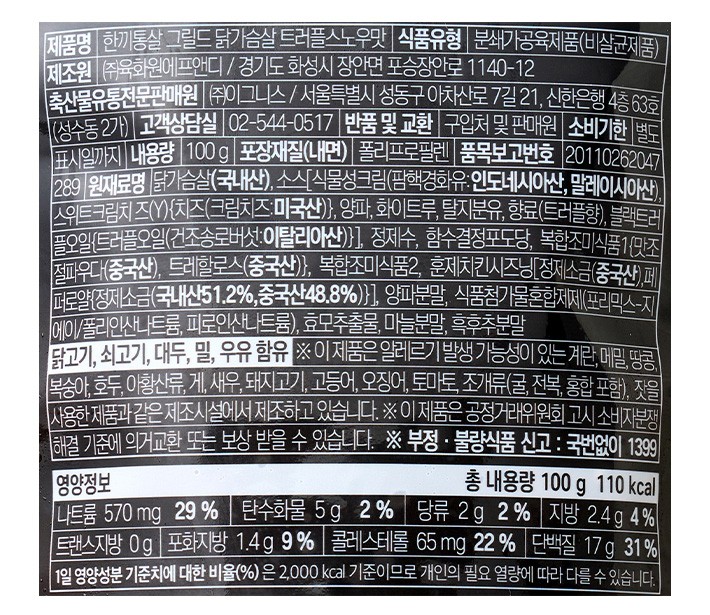 제품명 한끼통살 그릴드 닭가슴살 트러플스노우맛 식품유형 분쇄가공육제품(비살균제품)
제조원 ㈜육화원에프앤디 / 경기도 화성시 장안면 포승장안로 1140-12
축산물유통전문판매원 ㈜이그니스 / 서울특별시 성동구 아차산로 7길 21, 신한은행 4층 63호
(성수동 2가) 고객상담실 02-544-0517 반품 및 교환 구입처 및 판매원 소비기한 별도
표시일까지 내용량 100 g 포장재질(내면) 폴리프로필렌 품목보고번호 20110262047
289 원재료명 닭가슴살(국내산), 소스[식물성크림(팜핵경화유:인도네시아산, 말레이시아산),
스위트크림치즈(Y){치즈(크림치즈:미국산)}, 양파, 화이트루, 탈지분유, 향료(트러플향), 블랙트러
플오일{트러플오일(건조송로버섯:이탈리아산)}], 정제수, 함수결정포도당, 복합조미식품1{맛조
절파우다(중국산), 트레할로스(중국산)}, 복합조미식품2, 훈제치킨시즈닝[정제소금(중국산),페
퍼로얄{정제소금(국내산51.2%,중국산48.8%)}], 양파분말, 식품첨가물혼합제제(포리믹스-지
에이/폴리인산나트륨, 피로인산나트륨), 효모추출물, 마늘분말, 흑후추분말
닭고기, 쇠고기, 대두, 밀, 우유 함유 ※ 이 제품은 알레르기 발생 가능성이 있는 계란, 메밀, 땅콩,
복숭아, 호두, 아황산류, 게, 새우, 돼지고기, 고등어, 오징어, 토마토, 조개류(굴, 전복, 홍합 포함), 잣을
사용한 제품과 같은 제조시설에서 제조하고 있습니다. ※ 이 제품은 공정거래위원회 고시 소비자분쟁
해결 기준에 의거교환 또는 보상 받을 수 있습니다. ※ 부정 · 불량식품 신고 : 국번없이 1399
영양정보 총 내용량 100 g 110 kcal
나트륨 570 mg 29 % 탄수화물 5 g 2 % 당류 2 g 2 % 지방 2.4 g 4 %
트랜스지방 0 g 포화지방 1.4 g 9 % 콜레스테롤 65 mg 22 % 단백질 17 g 31 %
1일 영양성분 기준치에 대한 비율(%)은 2,000 kcal 기준이므로 개인의 필요 열량에 따라 다를 수 있습니다.